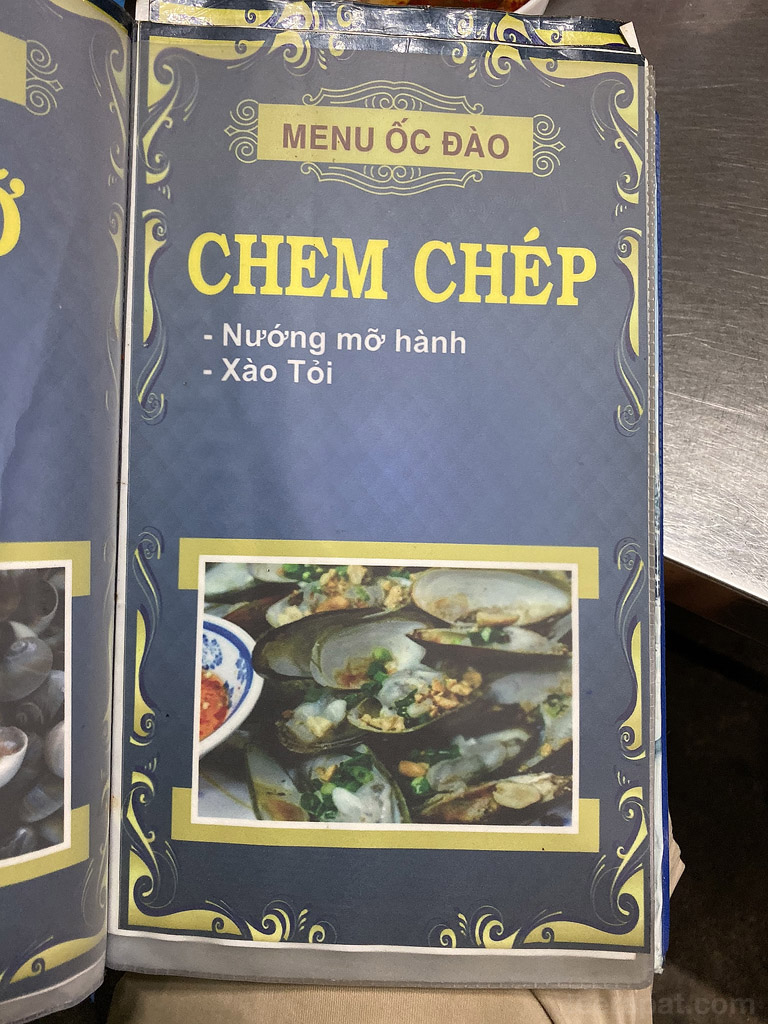 MENU ỐC ĐÀO
CHEM CHÉP
- Nướng mỡ hành
- Xào Tỏi